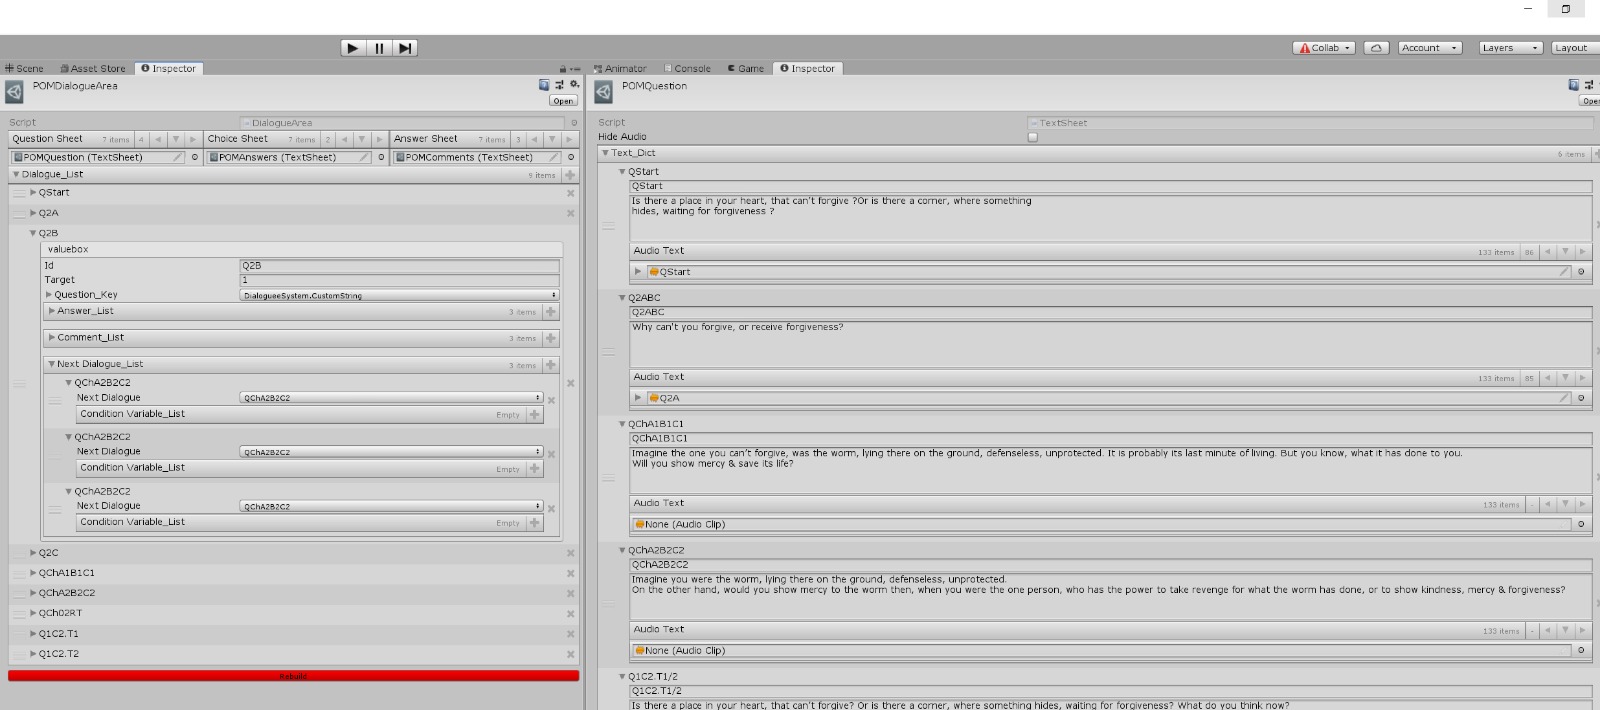 Collab
Account
Layers
Layout
Scene
Asset Store
Inspector
Animator
Console
Game
Inspector
POMDialogueArea
Open
Script
DialogueArea
Question Sheet 7 items 4
Choice Sheet 7 items 2
Answer Sheet 7 items 3
POMQuestion (TextSheet)
POMAnswers (TextSheet)
POMComments (TextSheet)
Dialogue_List 9 items
QStart
Q2A
Q2B
valuebox
Id Q2B
Target 1
Question_Key DialogueeSystem.CustomString
Answer_List 3 items
Comment_List 3 items
Next Dialogue_List 3 items
QChA2B2C2
Next Dialogue QChA2B2C2
Condition Variable_List Empty
QChA2B2C2
Next Dialogue QChA2B2C2
Condition Variable_List Empty
QChA2B2C2
Next Dialogue QChA2B2C2
Condition Variable_List Empty
Q2C
QChA1B1C1
QChA2B2C2
QCh02RT
Q1C2.T1
Q1C2.T2
Rebuild
POMQuestion
Open
Script TextSheet
Hide Audio
Text_Dict 6 items
QStart
QStart
Is there a place in your heart, that can't forgive ?Or is there a corner, where something
hides, waiting for forgiveness ?
Audio Text 133 items 86
QStart
Q2ABC
Q2ABC
Why can't you forgive, or receive forgiveness?
Audio Text 133 items 85
Q2A
QChA1B1C1
QChA1B1C1
Imagine the one you can't forgive, was the worm, lying there on the ground, defenseless, unprotected. It is probably its last minute of living. But you know, what it has done to you.
Will you show mercy & save its life?
Audio Text 133 items -
None (Audio Clip)
QChA2B2C2
QChA2B2C2
Imagine you were the worm, lying there on the ground, defenseless, unprotected.
On the other hand, would you show mercy to the worm then, when you were the one person, who has the power to take revenge for what the worm has done, or to show kindness, mercy & forgiveness?
Audio Text 133 items -
None (Audio Clip)
Q1C2.T1/2
Q1C2.T1/2
Is there a place in your heart, that can't forgive? Or is there a corner, where something hides, waiting for forgiveness? What do you think now?